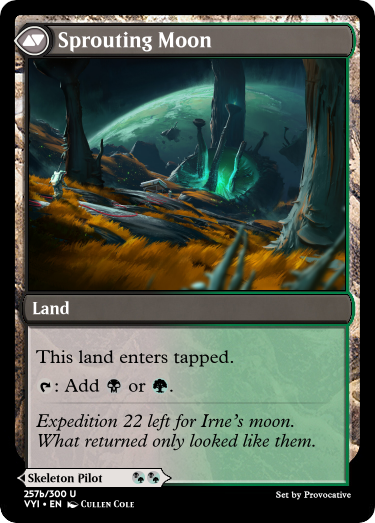 Sprouting Moon
Land
This land enters tapped.
: Add or .
Expedition 22 left for Irne's moon.
What returned only looked like them.
Skeleton Pilot
257b/300 U
VYI • EN Cullen Cole
Set by Provocative